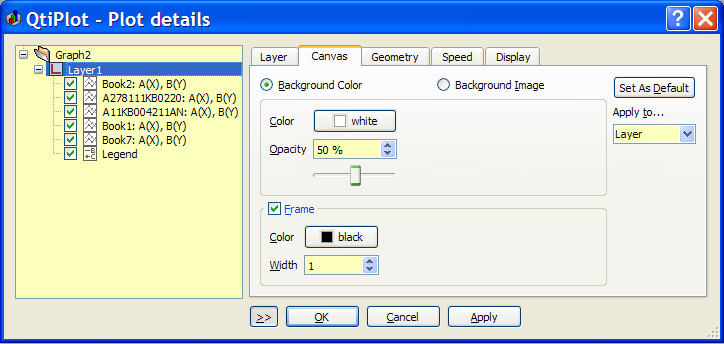 QtiPlot - Plot details
Graph2
Layer1
Book2: A(X), B(Y)
A278111KB0220: A(X), B(Y)
A11KB004211AN: A(X), B(Y)
Book1: A(X), B(Y)
Book7: A(X), B(Y)
Legend
Layer Canvas Geometry Speed Display
Background Color Background Image
Color white
Opacity 50 %
Frame
Color black
Width 1
Set As Default
Apply to...
Layer
>> OK Cancel Apply